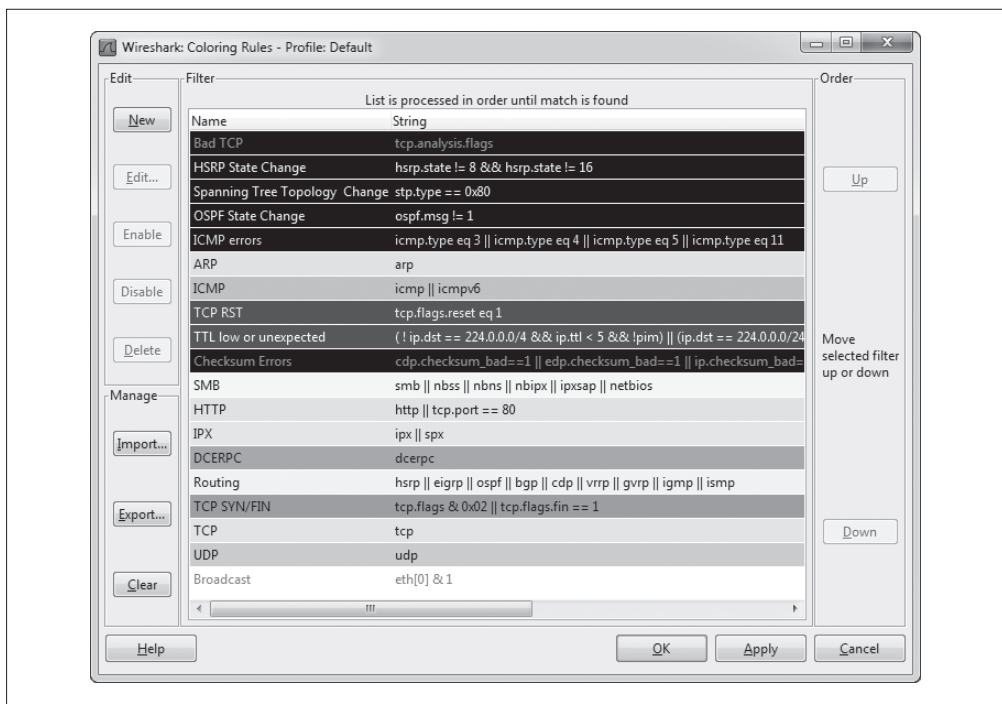 Wireshark: Coloring Rules - Profile: Default
Edit
Filter
Order
List is processed in order until match is found
New
Edit...
Enable
Disable
Delete
Manage
Import...
Export...
Clear
Name String
Bad TCP tcp.analysis.flags
HSRP State Change hsrp.state != 8 && hsrp.state != 16
Spanning Tree Topology Change stp.type == 0x80
OSPF State Change ospf.msg != 1
ICMP errors icmp.type eq 3 || icmp.type eq 4 || icmp.type eq 5 || icmp.type eq 11
ARP arp
ICMP icmp || icmpv6
TCP RST tcp.flags.reset eq 1
TTL low or unexpected ( ! ip.dst == 224.0.0.0/4 && ip.ttl < 5 && !pim) || (ip.dst == 224.0.0.0/24
Checksum Errors cdp.checksum_bad==1 || edp.checksum_bad==1 || ip.checksum_bad=
SMB smb || nbss || nbns || nbipx || ipxsap || netbios
HTTP http || tcp.port == 80
IPX ipx || spx
DCERPC dcerpc
Routing hsrp || eigrp || ospf || bgp || cdp || vrrp || gvrp || igmp || ismp
TCP SYN/FIN tcp.flags & 0x02 || tcp.flags.fin == 1
TCP tcp
UDP udp
Broadcast eth[0] & 1
Up
Move
selected filter
up or down
Down
Help
OK
Apply
Cancel